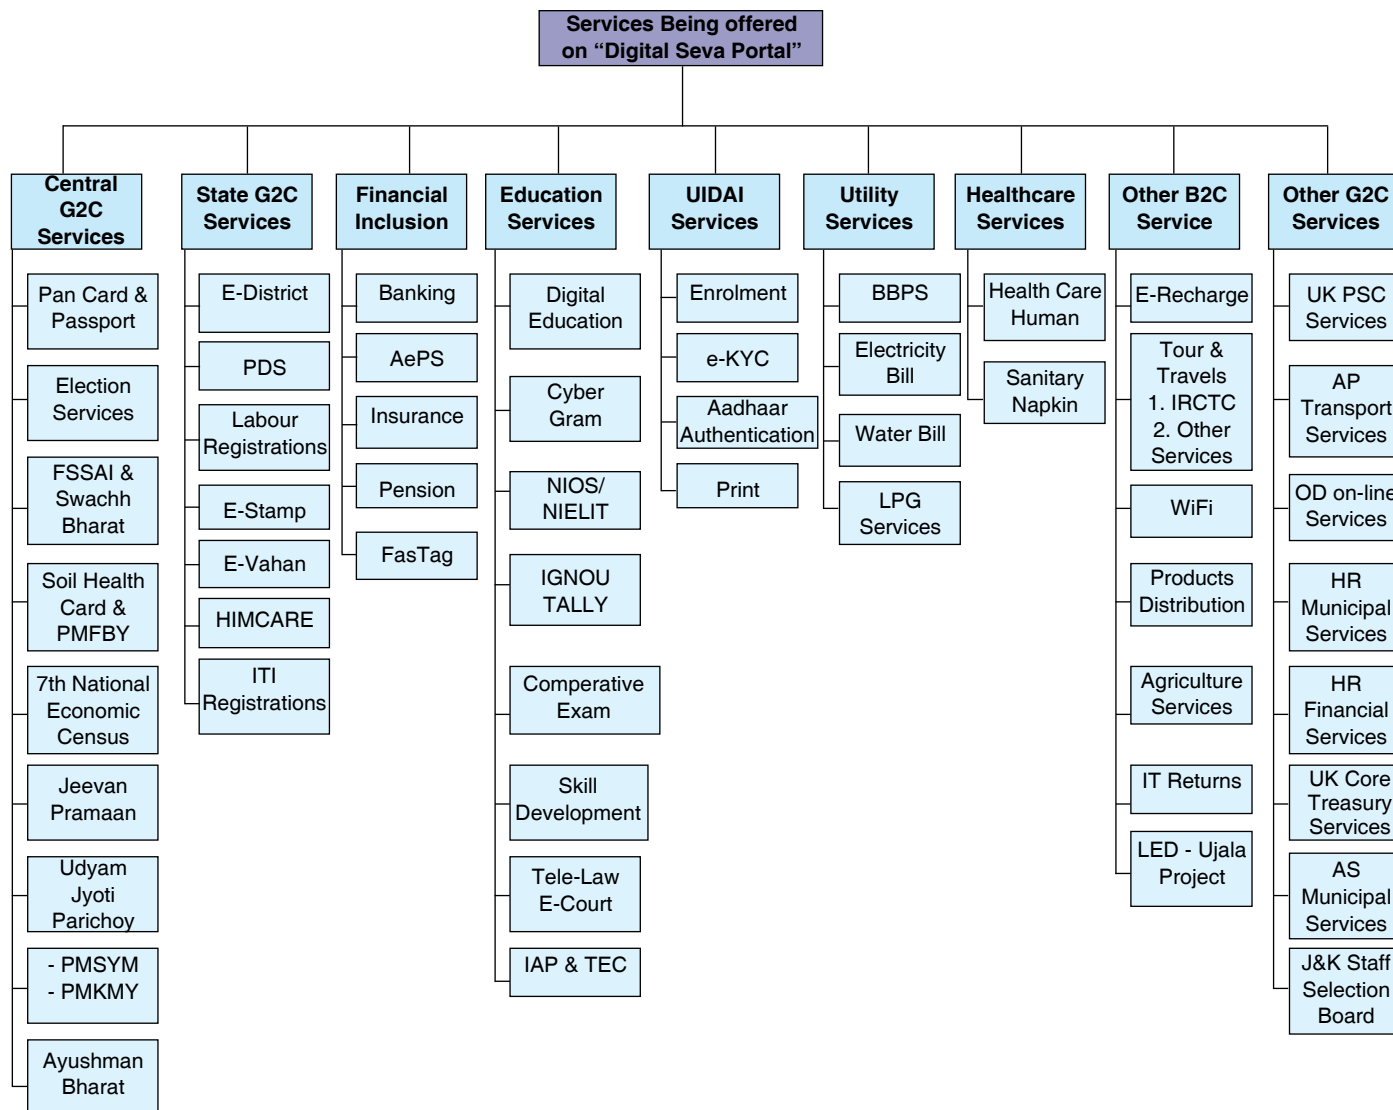 Services Being offered
on “Digital Seva Portal”
Central
G2C
Services
Pan Card &
Passport
Election
Services
FSSAI &
Swachh
Bharat
Soil Health
Card &
PMFBY
7th National
Economic
Census
Jeevan
Pramaan
Udyam
Jyoti
Parichoy
- PMSYM
- PMKMY
Ayushman
Bharat
State G2C
Services
E-District
PDS
Labour
Registrations
E-Stamp
E-Vahan
HIMCARE
ITI
Registrations
Financial
Inclusion
Banking
AePS
Insurance
Pension
FasTag
Education
Services
Digital
Education
Cyber
Gram
NIOS/
NIELIT
IGNOU
TALLY
Comperative
Exam
Skill
Development
Tele-Law
E-Court
IAP & TEC
UIDAI
Services
Enrolment
e-KYC
Aadhaar
Authentication
Print
Utility
Services
BBPS
Electricity
Bill
Water Bill
LPG
Services
Healthcare
Services
Health Care
Human
Sanitary
Napkin
Other B2C
Service
E-Recharge
Tour &
Travels
1. IRCTC
2. Other
Services
WiFi
Products
Distribution
Agriculture
Services
IT Returns
LED - Ujala
Project
Other G2C
Services
UK PSC
Services
AP
Transport
Services
OD on-line
Services
HR
Municipal
Services
HR
Financial
Services
UK Core
Treasury
Services
AS
Municipal
Services
J&K Staff
Selection
Board